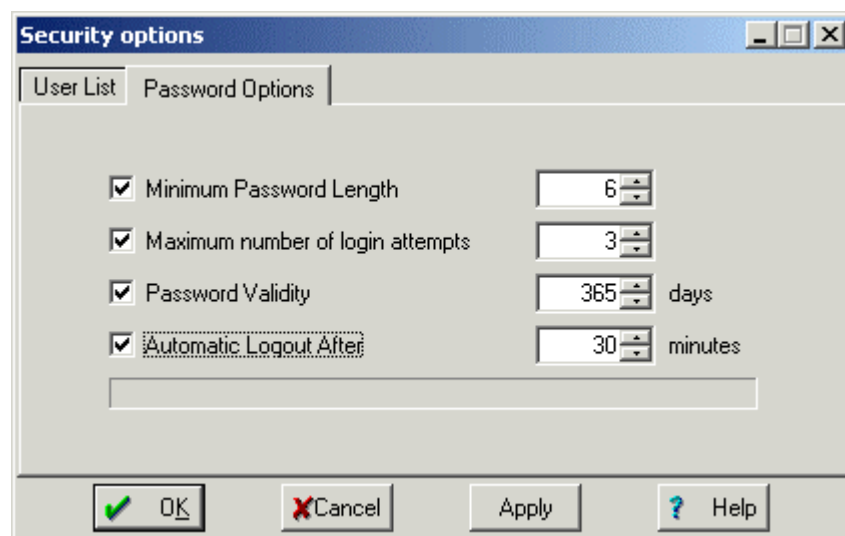 Security options
User List Password Options
Minimum Password Length 6
Maximum number of login attempts 3
Password Validity 365 days
Automatic Logout After 30 minutes
OK Cancel Apply ? Help